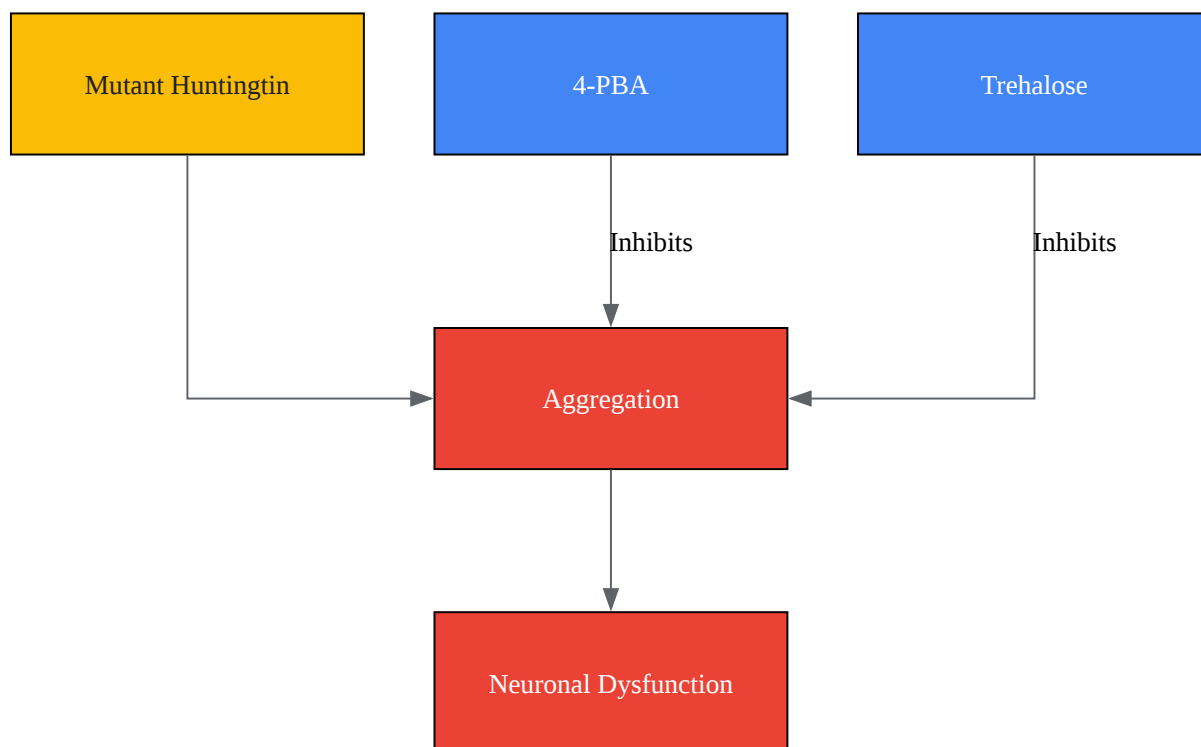 Mutant Huntingtin
4-PBA
Trehalose
Inhibits
Inhibits
Aggregation
Neuronal Dysfunction